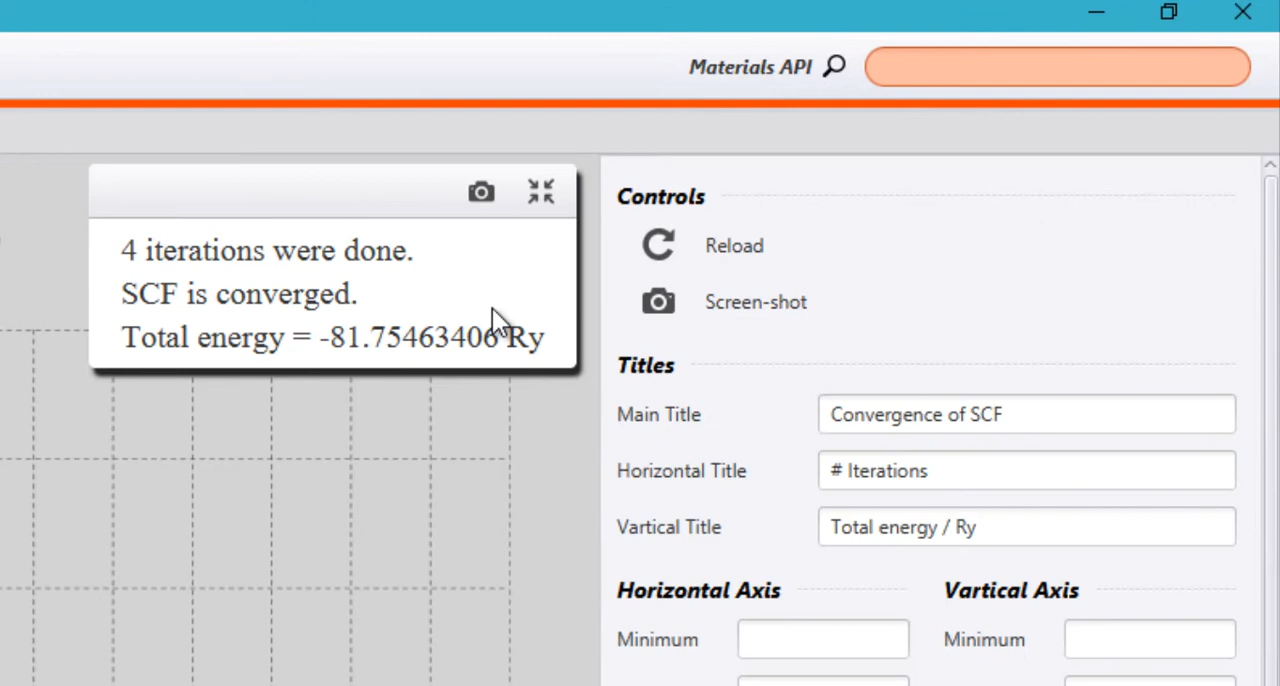 Materials API
4 iterations were done.
SCF is converged.
Total energy = -81.75463406 Ry
Controls
Reload
Screen-shot
Titles
Main Title
Convergence of SCF
Horizontal Title
# Iterations
Vartical Title
Total energy / Ry
Horizontal Axis
Vartical Axis
Minimum
Minimum